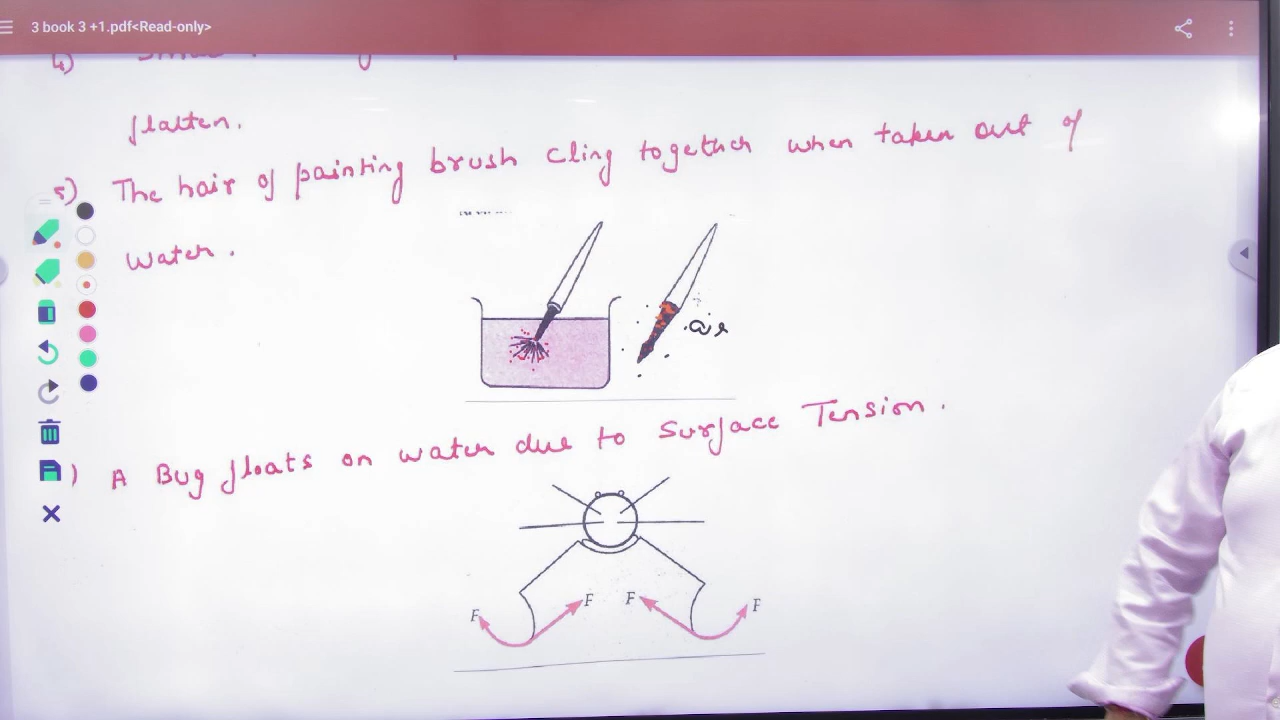 3 book 3 +1.pdf<Read-only>
4)
flatten.
5) The hair of painting brush cling together when taken out of
water.
air
) A Bug floats on water due to Surface Tension.
F F F F